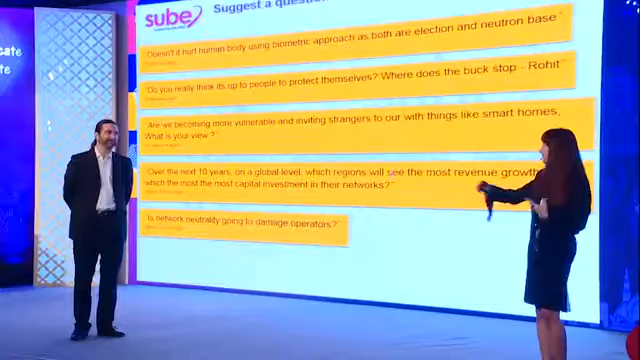 cate
te
sube
Suggest a question
"Doesn't it hurt human body using biometric approach as both are election and neutron base"
"Do you really think its up to people to protect themselves? Where does the buck stop - Rohit"
"Are we becoming more vulnerable and inviting strangers to our with things like smart homes,
What is your view ?"
Over the next 10 years, on a global level, which regions will see the most revenue growth
which the most the most capital investment in their networks?"
Is network neutrality going to damage operators?"